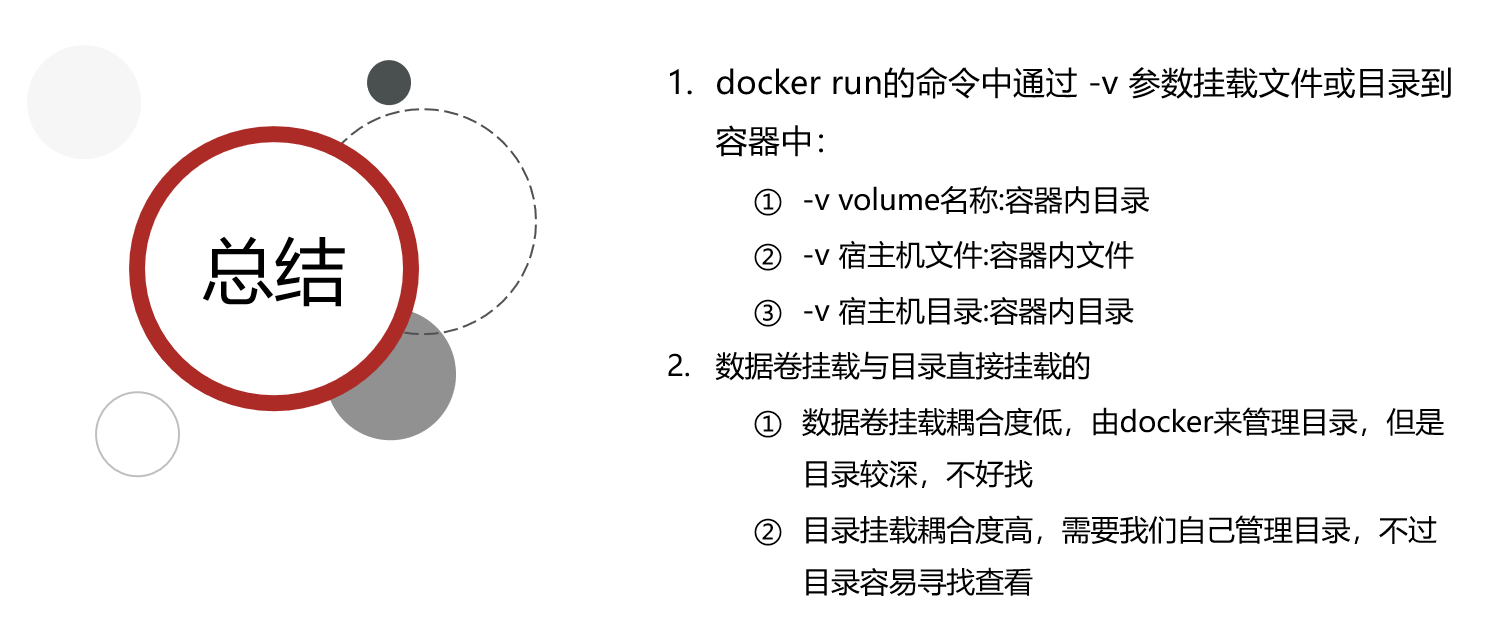 总结
1. docker run的命令中通过 -v 参数挂载文件或目录到
容器中：
① -v volume名称:容器内目录
② -v 宿主机文件:容器内文件
③ -v 宿主机目录:容器内目录
2. 数据卷挂载与目录直接挂载的
① 数据卷挂载耦合度低，由docker来管理目录，但是
目录较深，不好找
② 目录挂载耦合度高，需要我们自己管理目录，不过
目录容易寻找查看